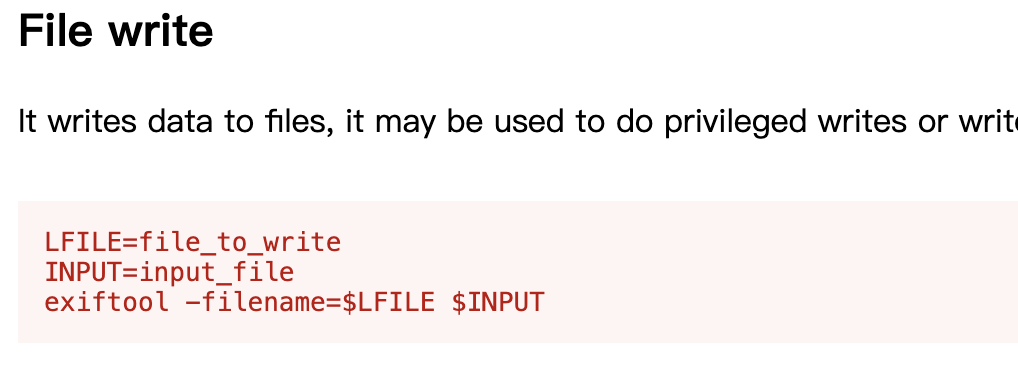 File write
It writes data to files, it may be used to do privileged writes or
LFILE=file_to_write
INPUT=input_file
exiftool -filename=$LFILE $INPUT